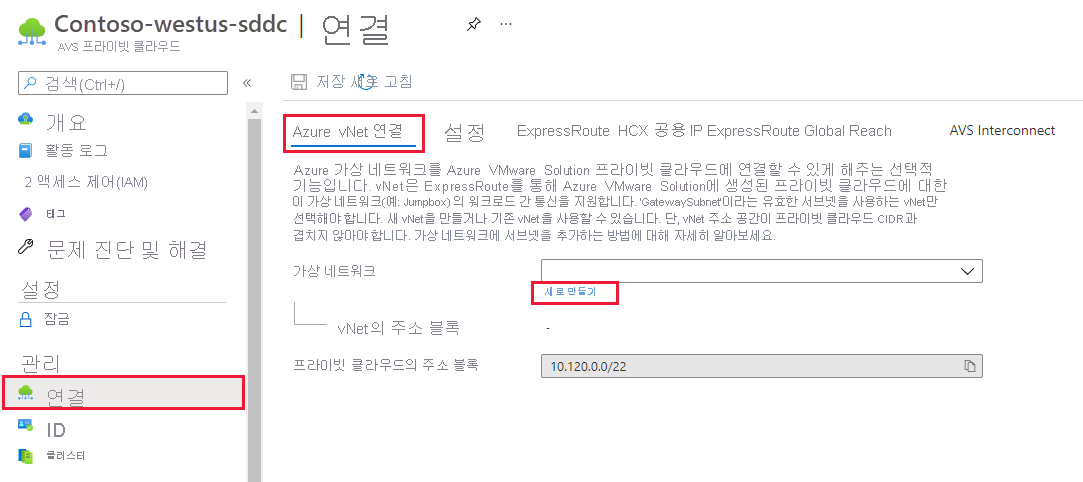 Contoso-westus-sddc | 연결
AVS 프라이빗 클라우드
검색(Ctrl+/)
저장 새로 고침
개요
활동 로그
2 액세스 제어(IAM)
태그
문제 진단 및 해결
설정
잠금
관리
연결
ID
클러스터
Azure vNet 연결
설정
ExpressRoute HCX 공용 IP ExpressRoute Global Reach
AVS Interconnect
Azure 가상 네트워크를 Azure VMware Solution 프라이빗 클라우드에 연결할 수 있게 해주는 선택적
기능입니다. vNet은 ExpressRoute를 통해 Azure VMware Solution에 생성된 프라이빗 클라우드에 대한
이 가상 네트워크(예: Jumpbox)의 워크로드 간 통신을 지원합니다. 'GatewaySubnet이라는 유효한 서브넷을 사용하는 vNet만
선택해야 합니다. 새 vNet을 만들거나 기존 vNet을 사용할 수 있습니다. 단, vNet 주소 공간이 프라이빗 클라우드 CIDR과
겹치지 않아야 합니다. 가상 네트워크에 서브넷을 추가하는 방법에 대해 자세히 알아보세요.
가상 네트워크
새로 만들기
vNet의 주소 블록
-
프라이빗 클라우드의 주소 블록
10.120.0.0/22